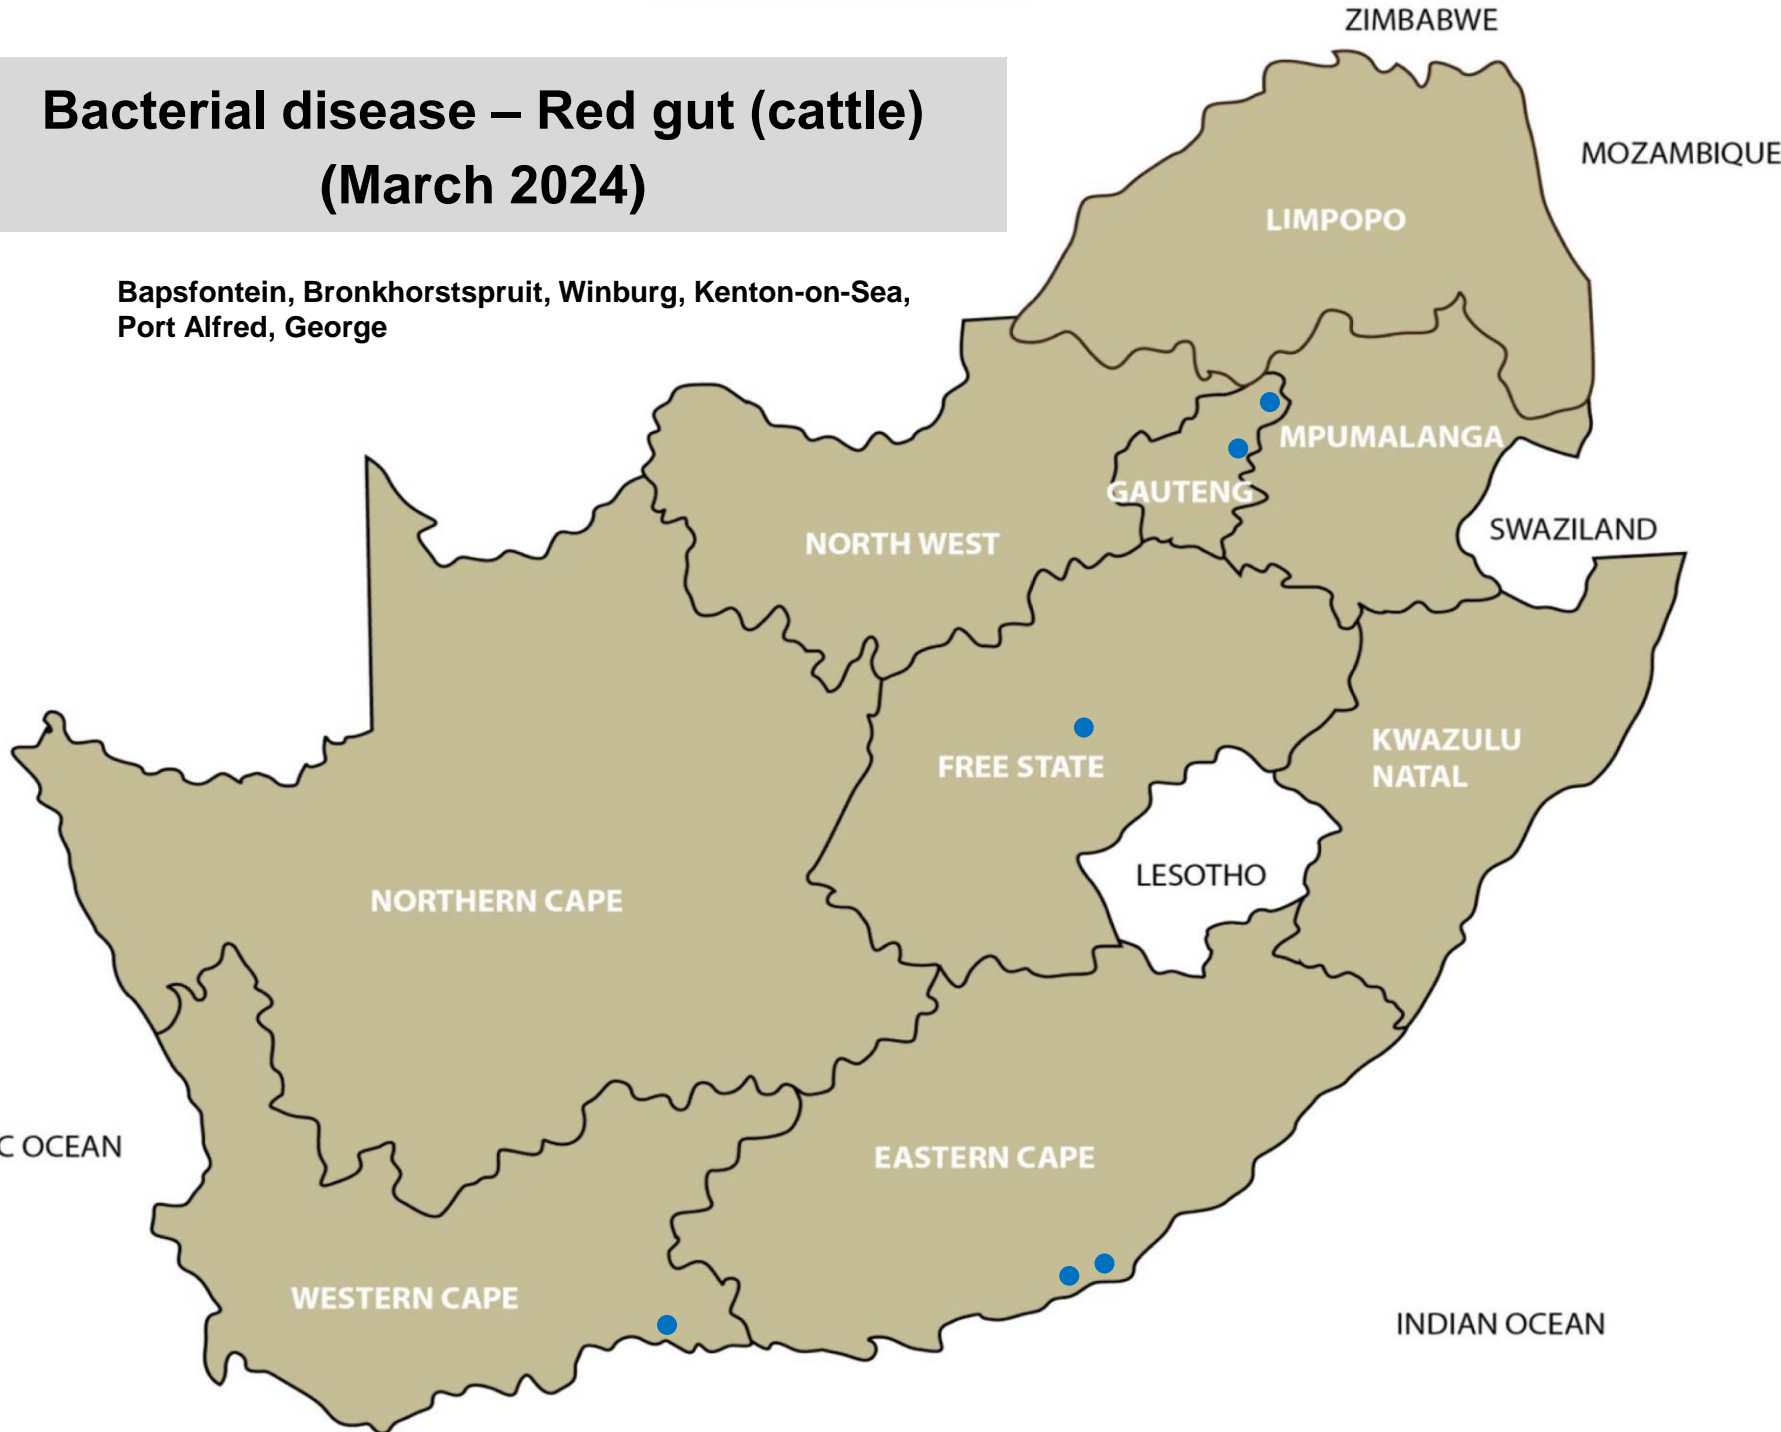 ZIMBABWE
Bacterial disease – Red gut (cattle)
(March 2024)
MOZAMBIQUE
LIMPOPO
Bapsfontein, Bronkhorstspruit, Winburg, Kenton-on-Sea,
Port Alfred, George
MPUMALANGA
GAUTENG
NORTH WEST
SWAZILAND
FREE STATE
KWAZULU
NATAL
LESOTHO
NORTHERN CAPE
C OCEAN
EASTERN CAPE
WESTERN CAPE
INDIAN OCEAN